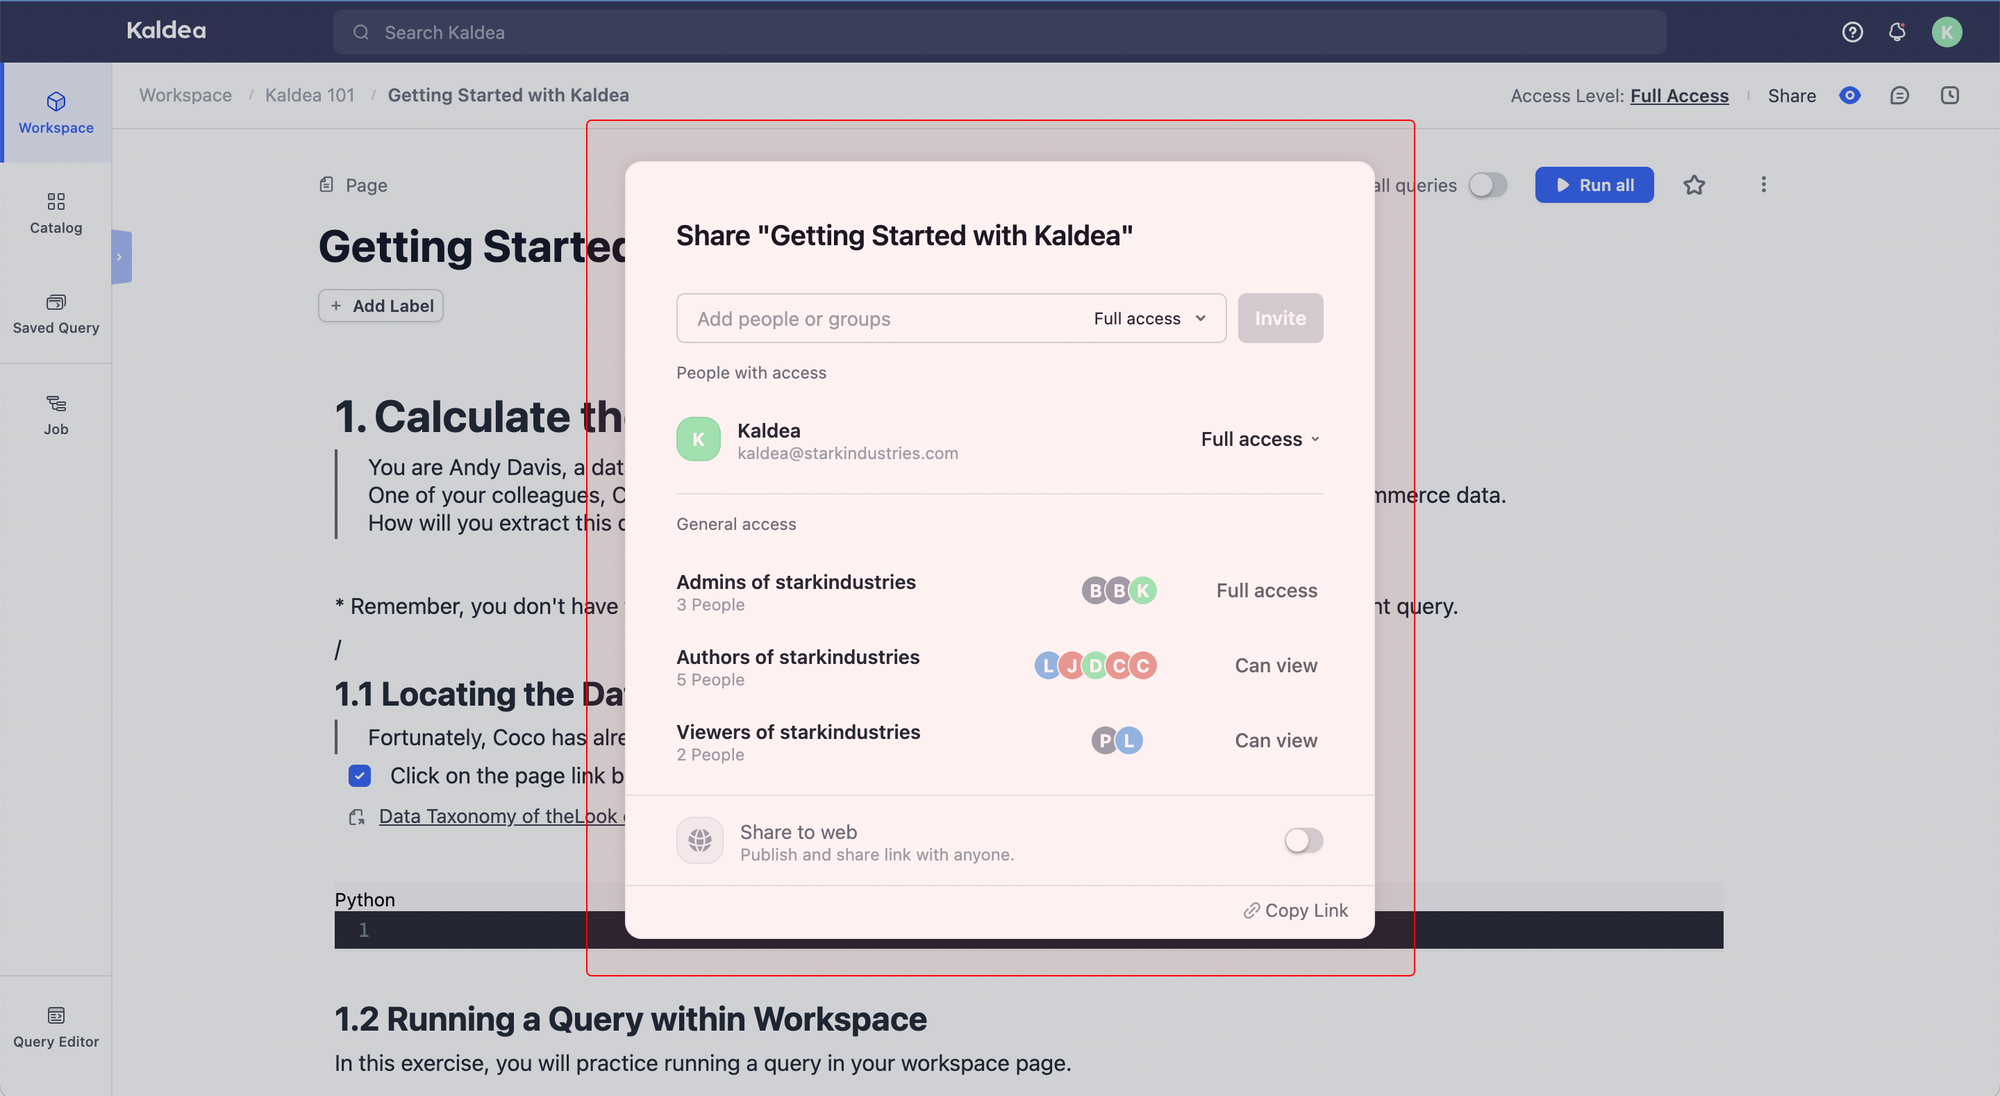 Kaldea
Search Kaldea
K
Workspace / Kaldea 101 / Getting Started with Kaldea
Access Level: Full Access
Share
Workspace
Catalog
Saved Query
Job
Query Editor
Page
all queries
Run all
Getting Started
+ Add Label
1. Calculate th
You are Andy Davis, a dat
One of your colleagues, C
mmerce data.
How will you extract this
* Remember, you don't have
nt query.
/
1.1 Locating the Da
Fortunately, Coco has alre
Click on the page link b
Data Taxonomy of theLook
Python
1
1.2 Running a Query within Workspace
In this exercise, you will practice running a query in your workspace page.
Share "Getting Started with Kaldea"
Add people or groups
Full access
Invite
People with access
K
Kaldea
kaldea@starkindustries.com
Full access
General access
Admins of starkindustries
3 People
B B K
Full access
Authors of starkindustries
5 People
L J D C C
Can view
Viewers of starkindustries
2 People
P L
Can view
Share to web
Publish and share link with anyone.
Copy Link